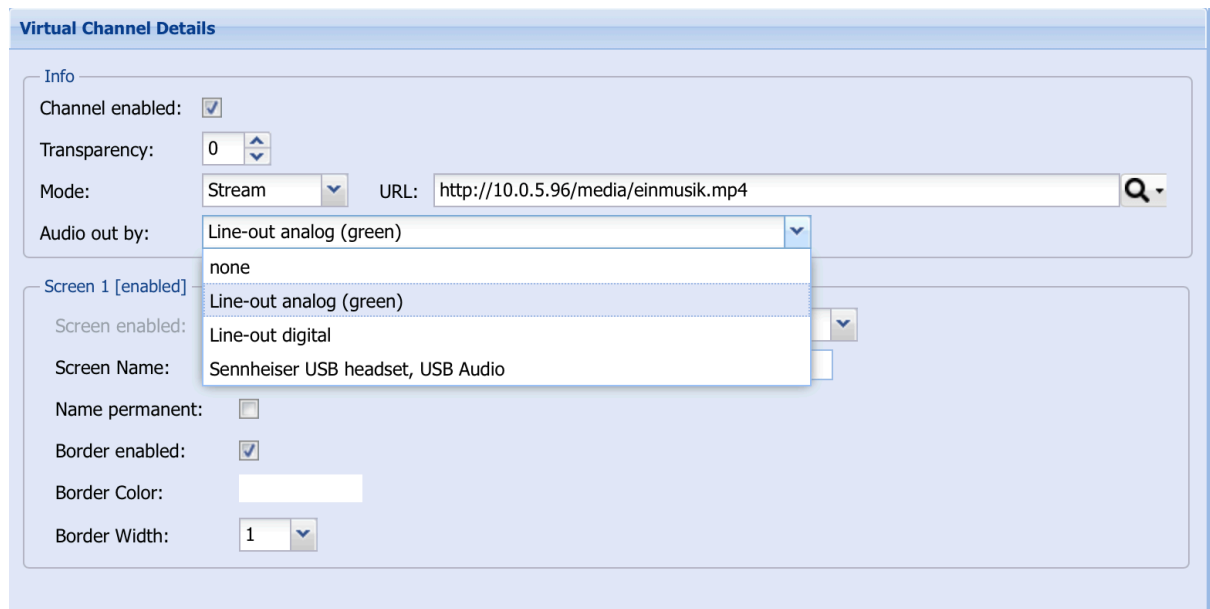 Virtual Channel Details
Info
Channel enabled:
Transparency: 0
Mode: Stream URL: http://10.0.5.96/media/einmusik.mp4
Audio out by: Line-out analog (green)
none
Line-out analog (green)
Line-out digital
Sennheiser USB headset, USB Audio
Screen 1 [enabled]
Screen enabled:
Screen Name:
Name permanent:
Border enabled:
Border Color:
Border Width: 1